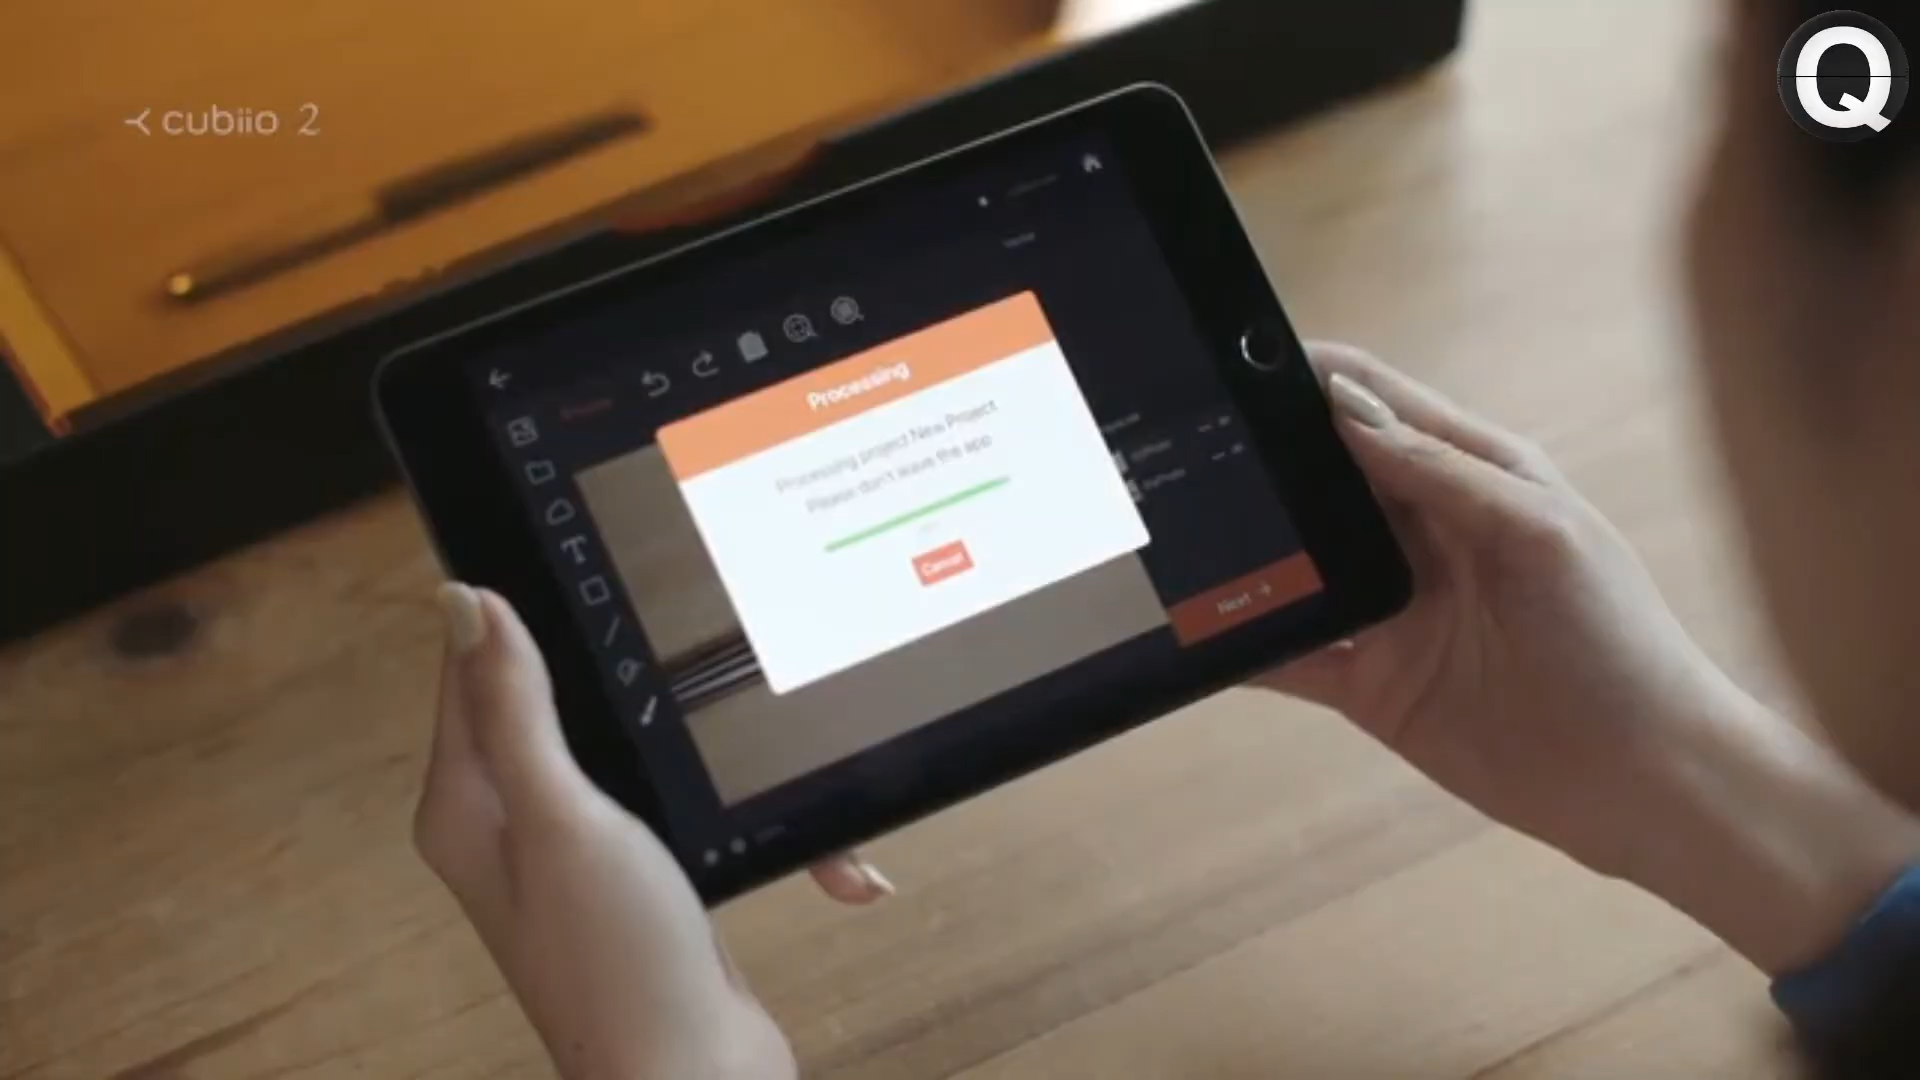 cubiio 2
Q
Processing
Processing project New Project
Please don't leave the app
Cancel
Next →